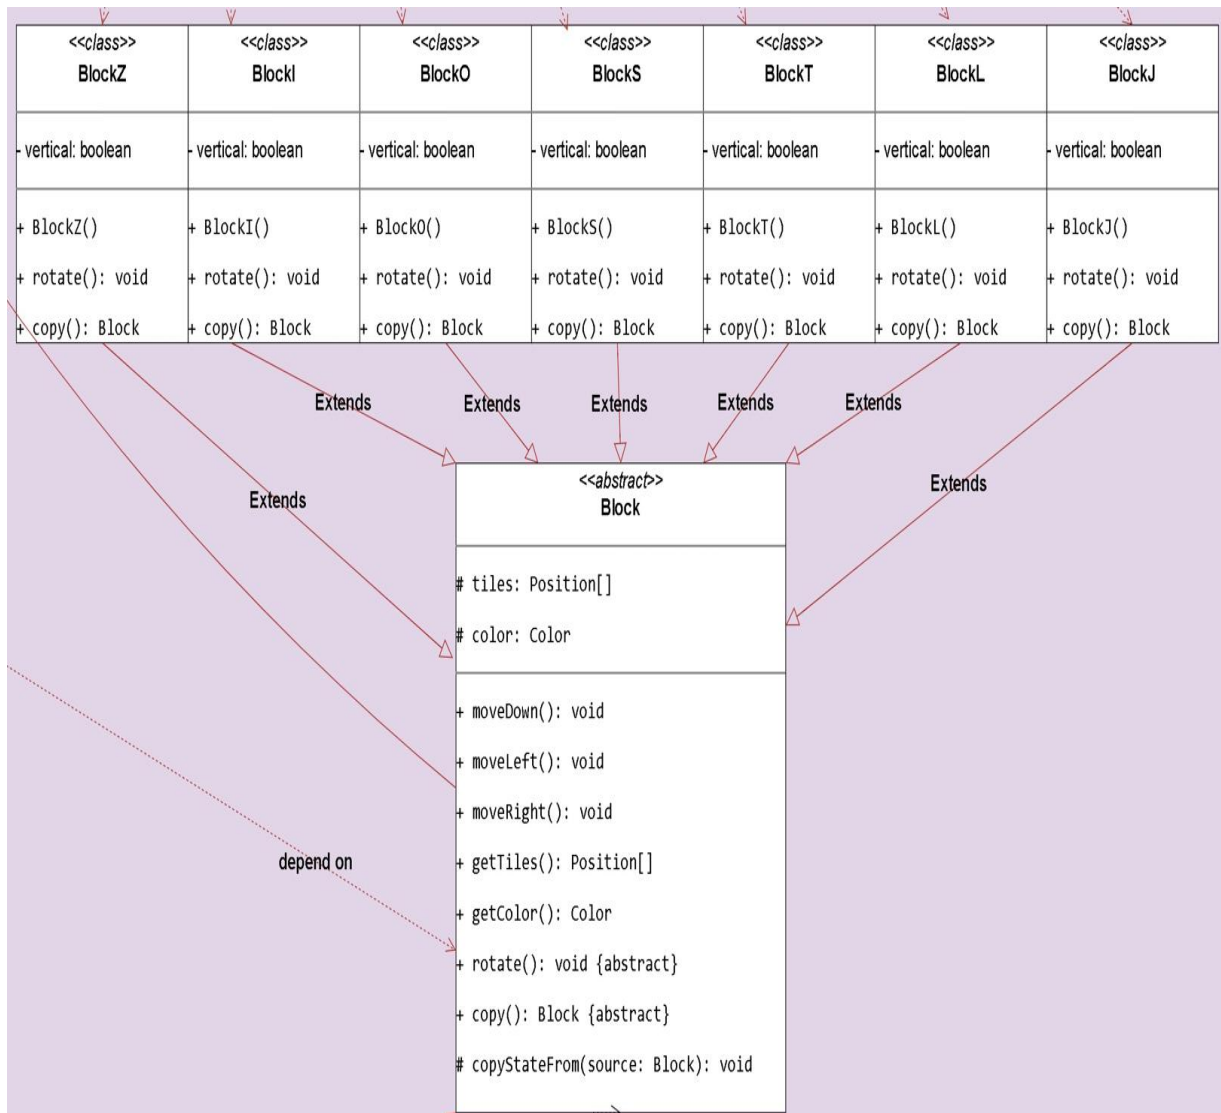 <<class>>
BlockZ
- vertical: boolean
+ BlockZ()
+ rotate(): void
+ copy(): Block
<<class>>
BlockI
- vertical: boolean
+ BlockI()
+ rotate(): void
+ copy(): Block
<<class>>
BlockO
- vertical: boolean
+ BlockO()
+ rotate(): void
+ copy(): Block
<<class>>
BlockS
- vertical: boolean
+ BlockS()
+ rotate(): void
+ copy(): Block
<<class>>
BlockT
- vertical: boolean
+ BlockT()
+ rotate(): void
+ copy(): Block
<<class>>
BlockL
- vertical: boolean
+ BlockL()
+ rotate(): void
+ copy(): Block
<<class>>
BlockJ
- vertical: boolean
+ BlockJ()
+ rotate(): void
+ copy(): Block
Extends
Extends
Extends
Extends
Extends
Extends
Extends
<<abstract>>
Block
# tiles: Position[]
# color: Color
+ moveDown(): void
+ moveLeft(): void
+ moveRight(): void
+ getTiles(): Position[]
+ getColor(): Color
+ rotate(): void {abstract}
+ copy(): Block {abstract}
# copyStateFrom(source: Block): void
depend on